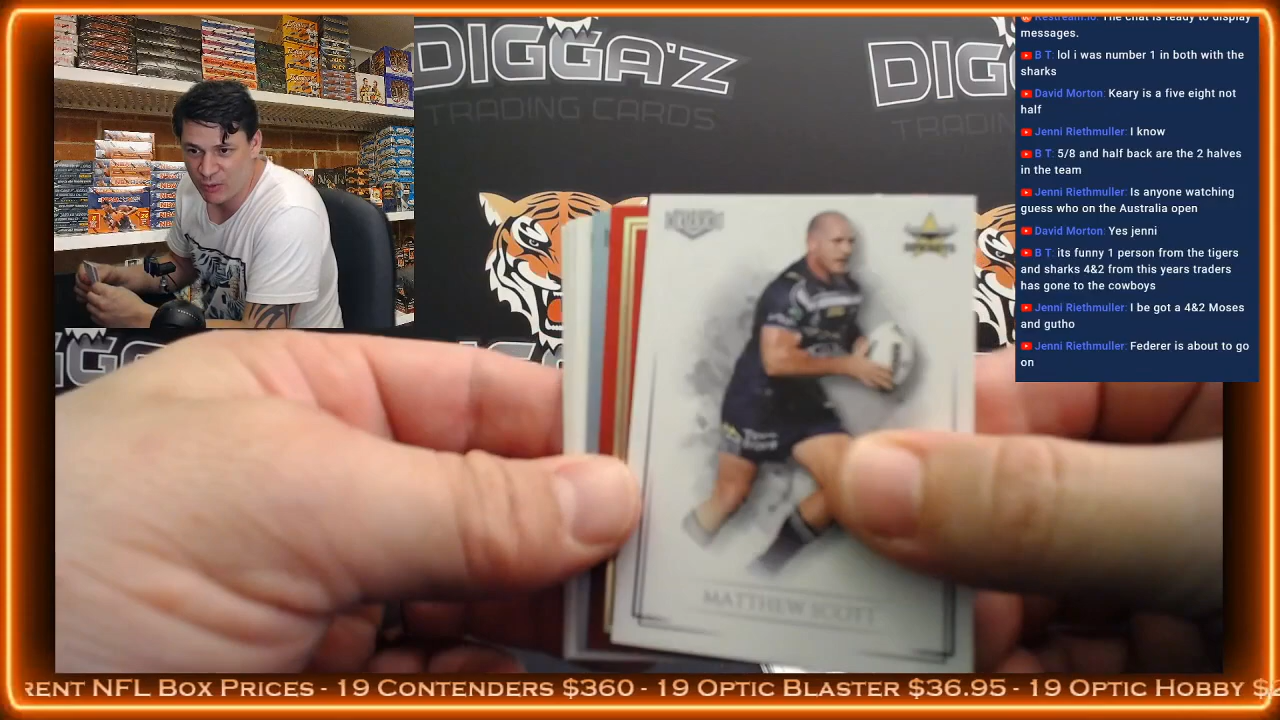 Restream.io: The chat is ready to display
messages.
B T: lol i was number 1 in both with the
sharks
David Morton: Keary is a five eight not
half
Jenni Riethmuller: I know
B T: 5/8 and half back are the 2 halves
in the team
Jenni Riethmuller: Is anyone watching
guess who on the Australia open
David Morton: Yes jenni
B T: its funny 1 person from the tigers
and sharks 4&2 from this years traders
has gone to the cowboys
Jenni Riethmuller: I be got a 4&2 Moses
and gutho
Jenni Riethmuller: Federer is about to go
on
DIGGA'Z
TRADING CARDS
DIGG
TRADING
DIGGA
MATTHEW SCOTT
RENT NFL BOX PRICES - 19 CONTENDERS $360 - 19 OPTIC BLASTER $36.95 - 19 OPTIC HOBBY $2